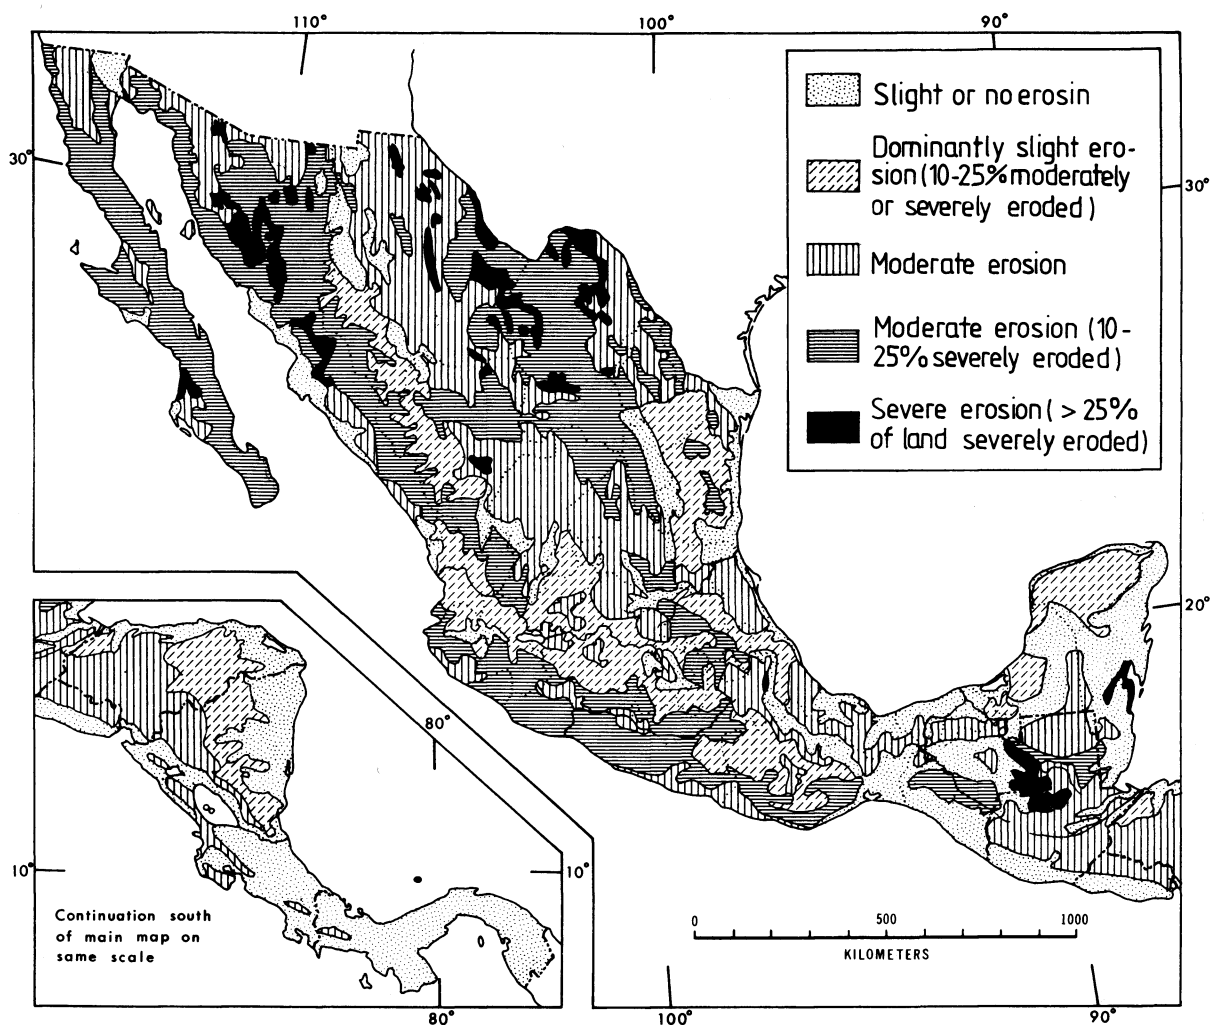 110°
100°
90°
Slight or no erosin
Dominantly slight ero-
sion (10-25% moderately
or severely eroded)
Moderate erosion
Moderate erosion (10-
25% severely eroded)
Severe erosion ( > 25%
of land severely eroded)
30°
30°
20°
80°
10°
10°
Continuation south
of main map on
same scale
0 500 1000
KILOMETERS
80°
100°
90°